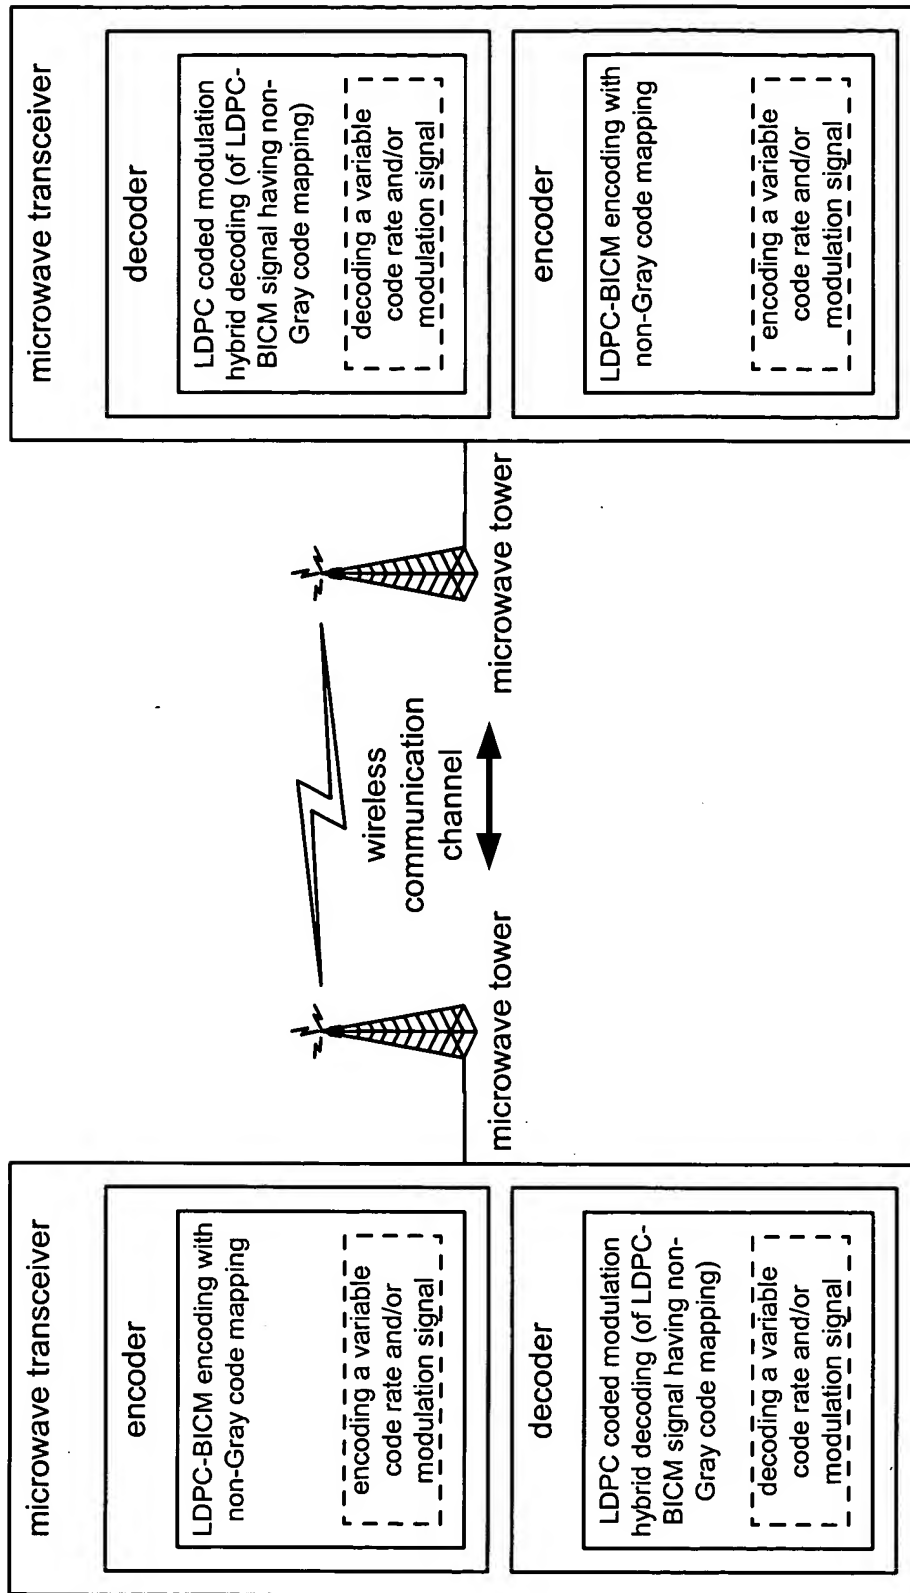 microwave transceiver
encoder
LDPC-BICM encoding with
non-Gray code mapping
encoding a variable
code rate and/or
modulation signal
decoder
LDPC coded modulation
hybrid decoding (of LDPC-
BICM signal having non-
Gray code mapping)
decoding a variable
code rate and/or
modulation signal
microwave tower
wireless
communication
channel
microwave tower
microwave transceiver
decoder
LDPC coded modulation
hybrid decoding (of LDPC-
BICM signal having non-
Gray code mapping)
decoding a variable
code rate and/or
modulation signal
encoder
LDPC-BICM encoding with
non-Gray code mapping
encoding a variable
code rate and/or
modulation signal